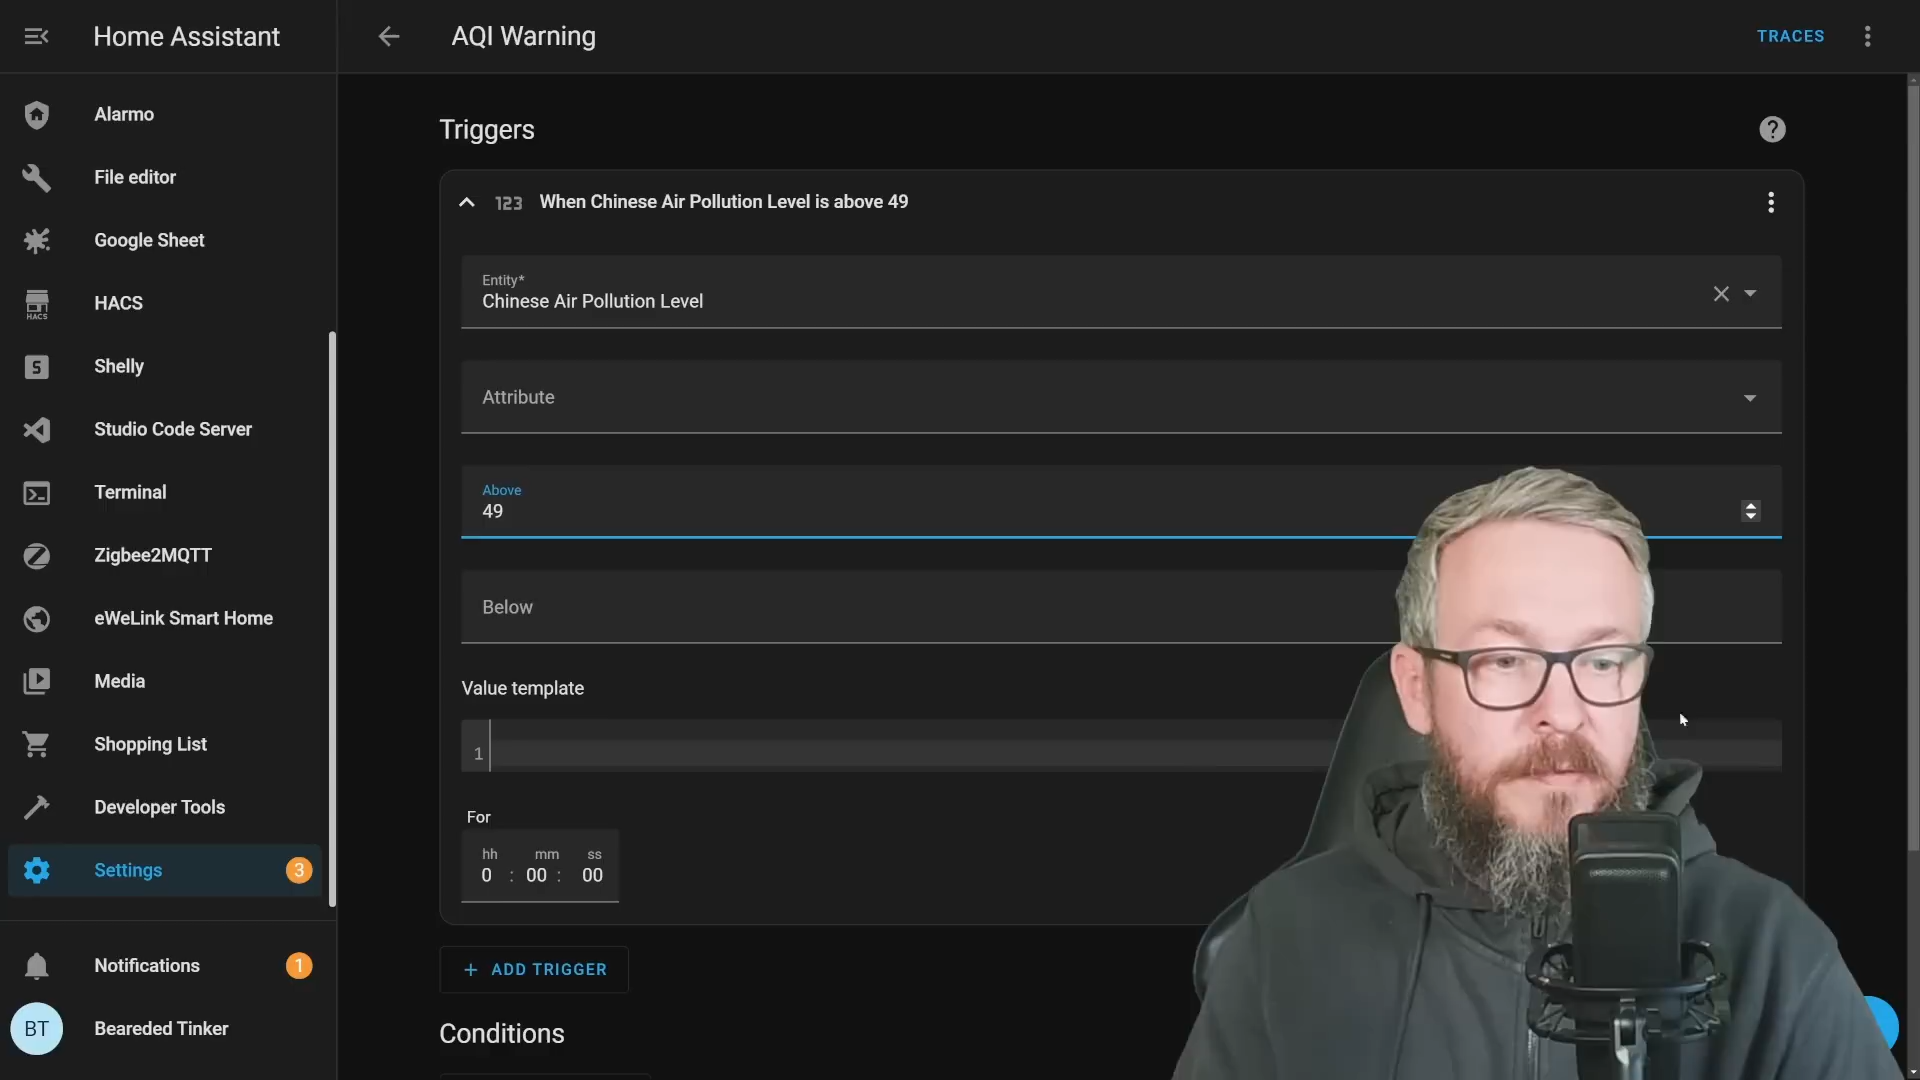 Home Assistant
AQI Warning
TRACES
Alarmo
File editor
Google Sheet
HACS
HACS
Shelly
Studio Code Server
Terminal
Zigbee2MQTT
eWeLink Smart Home
Media
Shopping List
Developer Tools
Settings
3
Notifications
1
BT
Beareded Tinker
Triggers
123 When Chinese Air Pollution Level is above 49
Entity*
Chinese Air Pollution Level
Attribute
Above
49
Below
Value template
1
For
hh mm ss
0 : 00 : 00
+ ADD TRIGGER
Conditions